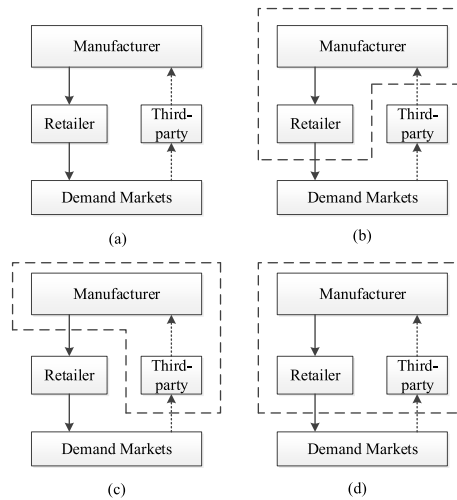 Manufacturer
Retailer
Third-
party
Demand Markets
(a)
Manufacturer
Retailer
Third-
party
Demand Markets
(b)
Manufacturer
Retailer
Third-
party
Demand Markets
(c)
Manufacturer
Retailer
Third-
party
Demand Markets
(d)